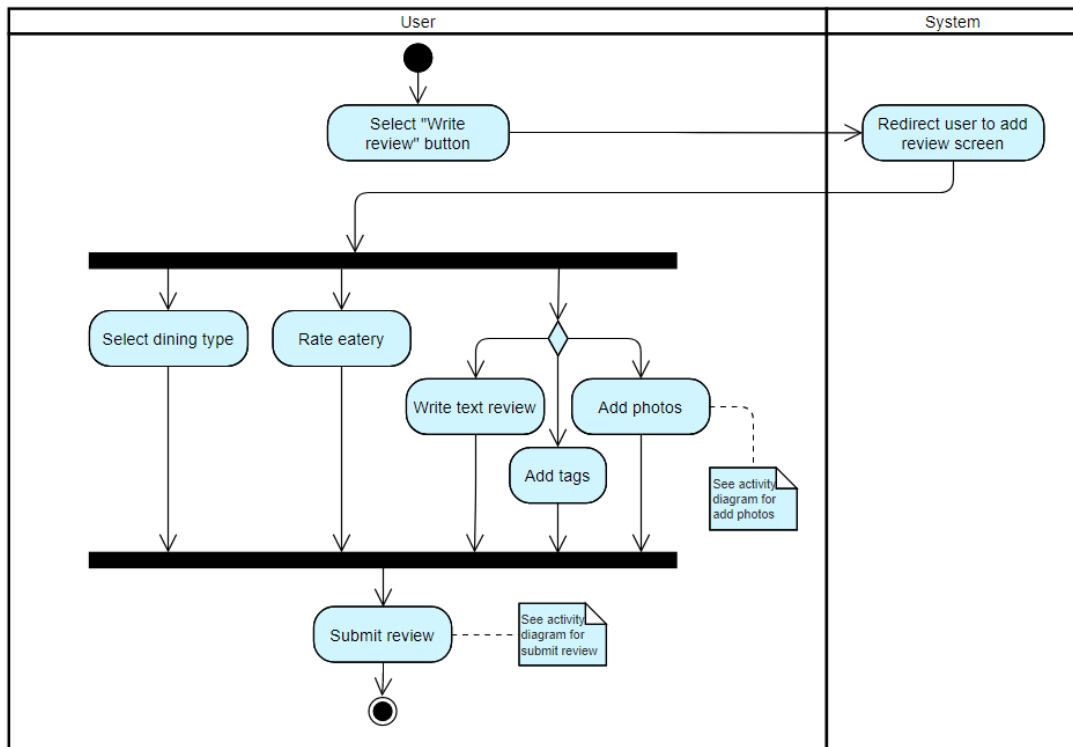 User
System
Select "Write
review" button
Redirect user to add
review screen
Select dining type
Rate eatery
Write text review
Add photos
Add tags
See activity
diagram for
add photos
Submit review
See activity
diagram for
submit review